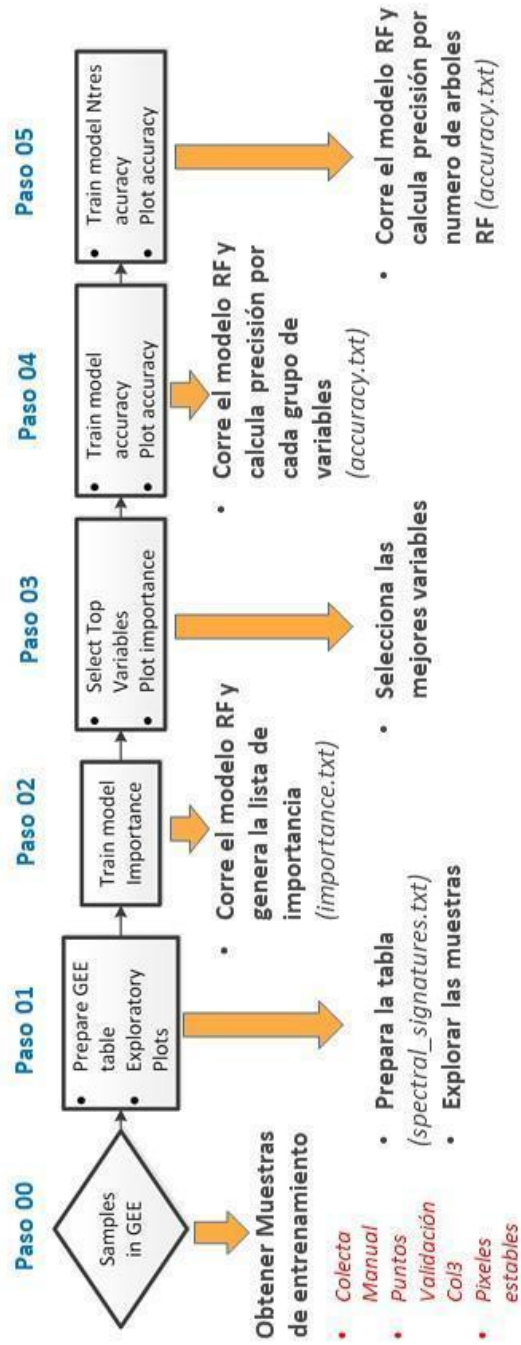 Paso 00
Paso 01
Paso 02
Paso 03
Paso 04
Paso 05
Samples
in GEE
• Prepare GEE
table
• Exploratory
Plots
Train model
Importance
• Select Top
Variables
• Plot importance
• Train model
accuracy
• Plot accuracy
• Train model Ntres
acuracy
• Plot accuracy
Obtener Muestras
de entrenamiento
• Colecta
Manual
• Puntos
Validación
Col3
• Pixeles
estables
• Prepara la tabla
(spectral_signatures.txt)
• Explorar las muestras
• Corre el modelo RF y
genera la lista de
importancia
(importance.txt)
• Selecciona las
mejores variables
• Corre el modelo RF y
calcula precisión por
cada grupo de
variables
(accuracy.txt)
• Corre el modelo RF y
calcula precisión por
numero de arboles
RF (accuracy.txt)